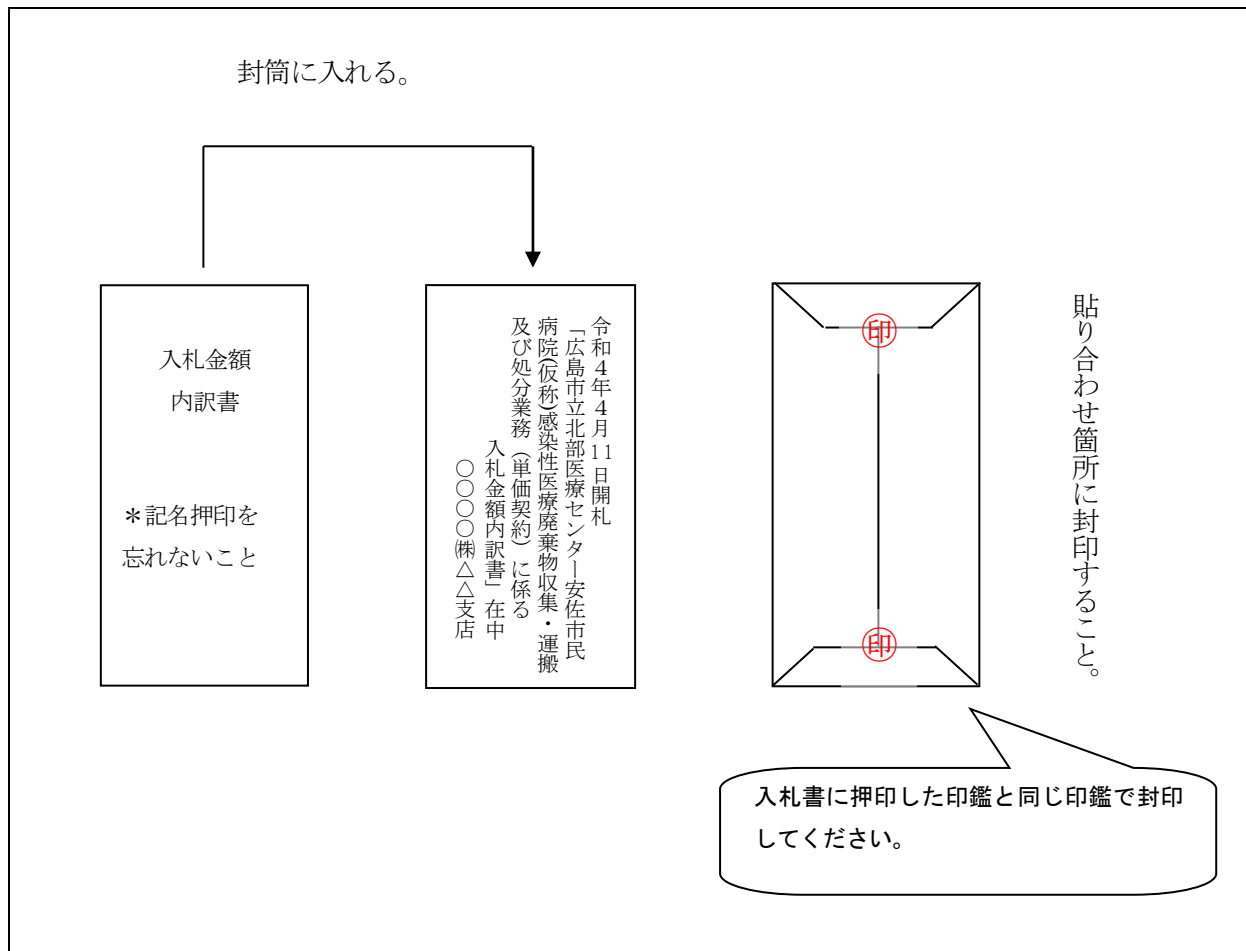 封筒に入れる。
入札金額
内訳書
＊記名押印を
忘れないこと
令和４年４月11日開札
「広島市立北部医療センター安佐市民
病院(仮称)感染性医療廃棄物収集・運搬
及び処分業務（単価契約）に係る
入札金額内訳書」在中
○○○○㈱△△支店
印
印
貼り合わせ箇所に封印すること。
入札書に押印した印鑑と同じ印鑑で封印
してください。